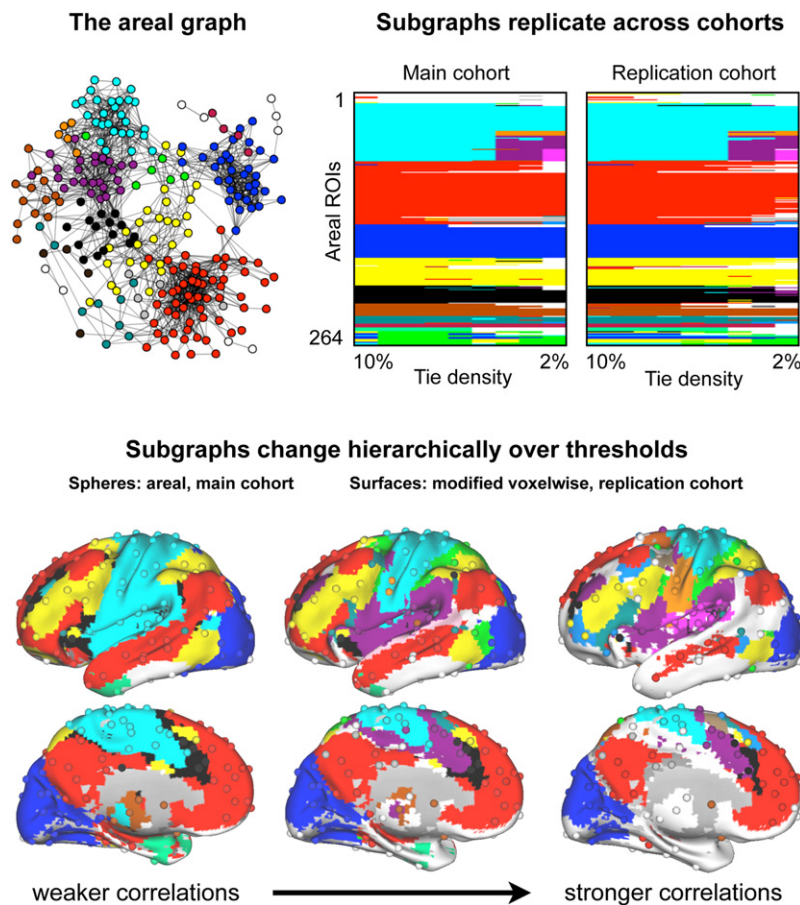 The areal graph
Subgraphs replicate across cohorts
Main cohort
Replication cohort
1
Areal ROIs
264
10%
2%
10%
2%
Tie density
Tie density
Subgraphs change hierarchically over thresholds
Spheres: areal, main cohort
Surfaces: modified voxelwise, replication cohort
weaker correlations
stronger correlations